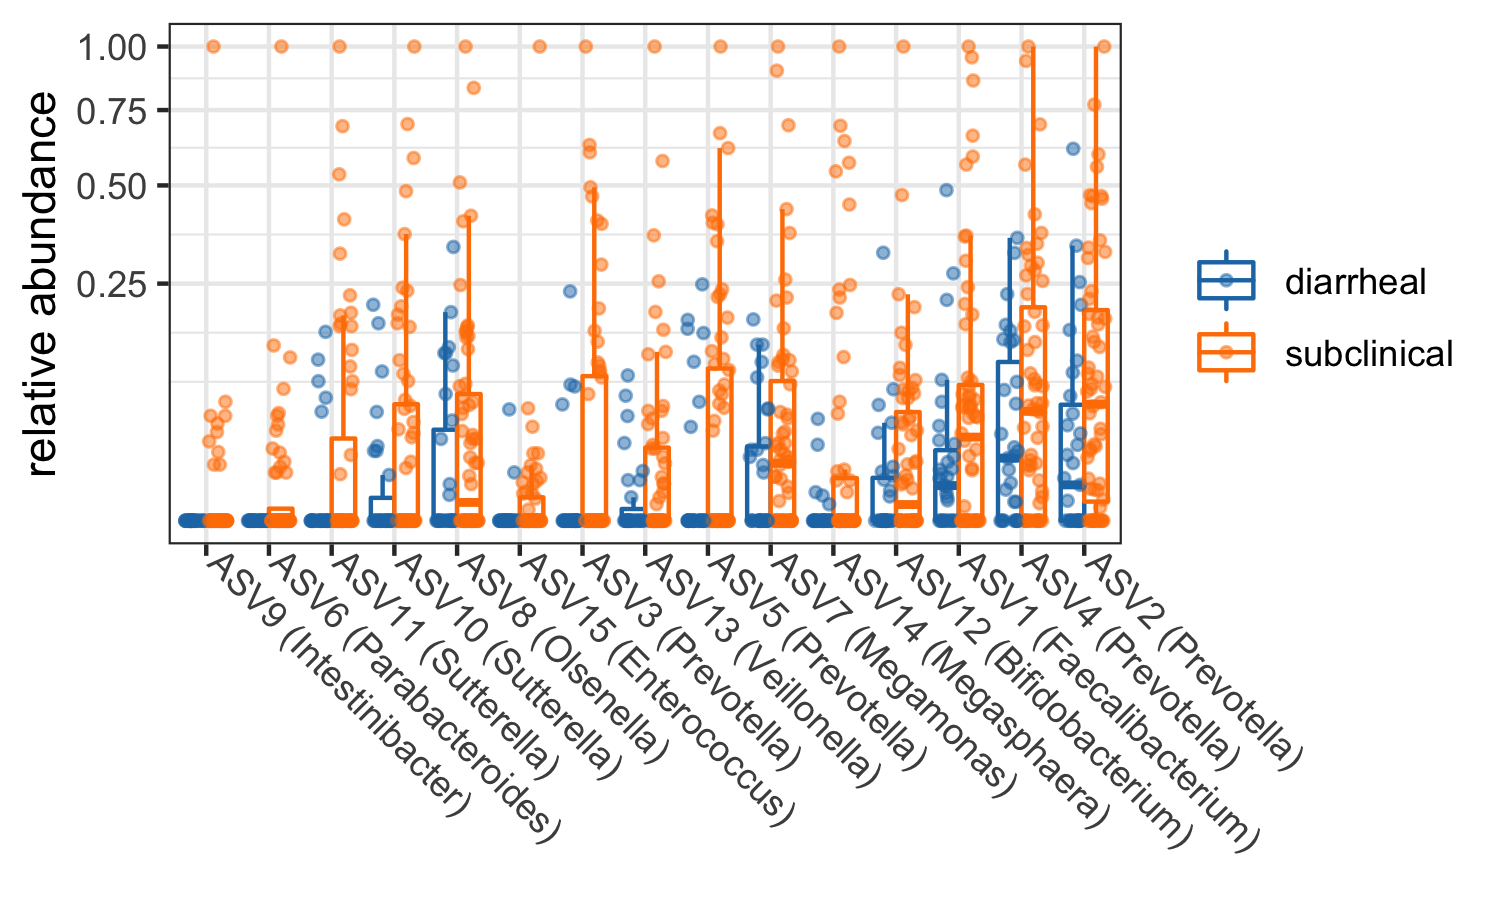 1.00
0.75
0.50
0.25
relative abundance
ASV9 (Intestinibacter)
ASV6 (Parabacteroides)
ASV11 (Sutterella)
ASV10 (Sutterella)
ASV8 (Olsenella)
ASV15 (Enterococcus)
ASV3 (Prevotella)
ASV13 (Veillonella)
ASV5 (Prevotella)
ASV7 (Megamonas)
ASV14 (Megasphaera)
ASV12 (Bifidobacterium)
ASV1 (Faecalibacterium)
ASV4 (Prevotella)
ASV2 (Prevotella)
diarrheal
subclinical